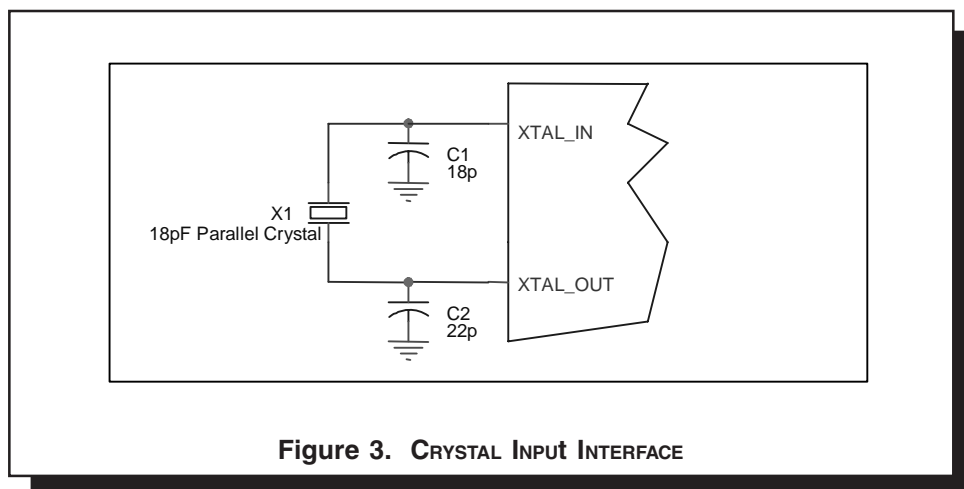 XTAL_IN
C1
18p
X1
18pF Parallel Crystal
XTAL_OUT
C2
22p
Figure 3. CRYSTAL INPUT INTERFACE